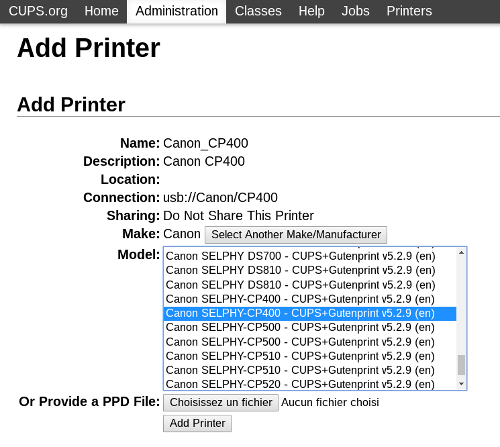 CUPS.org Home Administration Classes Help Jobs Printers
Add Printer
Add Printer
Name: Canon_CP400
Description: Canon CP400
Location:
Connection: usb://Canon/CP400
Sharing: Do Not Share This Printer
Make: Canon Select Another Make/Manufacturer
Model:
Canon SELPHY DS700 - CUPS+Gutenprint v5.2.9 (en)
Canon SELPHY DS810 - CUPS+Gutenprint v5.2.9 (en)
Canon SELPHY DS810 - CUPS+Gutenprint v5.2.9 (en)
Canon SELPHY-CP400 - CUPS+Gutenprint v5.2.9 (en)
Canon SELPHY-CP400 - CUPS+Gutenprint v5.2.9 (en)
Canon SELPHY-CP500 - CUPS+Gutenprint v5.2.9 (en)
Canon SELPHY-CP500 - CUPS+Gutenprint v5.2.9 (en)
Canon SELPHY-CP510 - CUPS+Gutenprint v5.2.9 (en)
Canon SELPHY-CP510 - CUPS+Gutenprint v5.2.9 (en)
Canon SELPHY-CP520 - CUPS+Gutenprint v5.2.9 (en)
Or Provide a PPD File: Choisissez un fichier Aucun fichier choisi
Add Printer